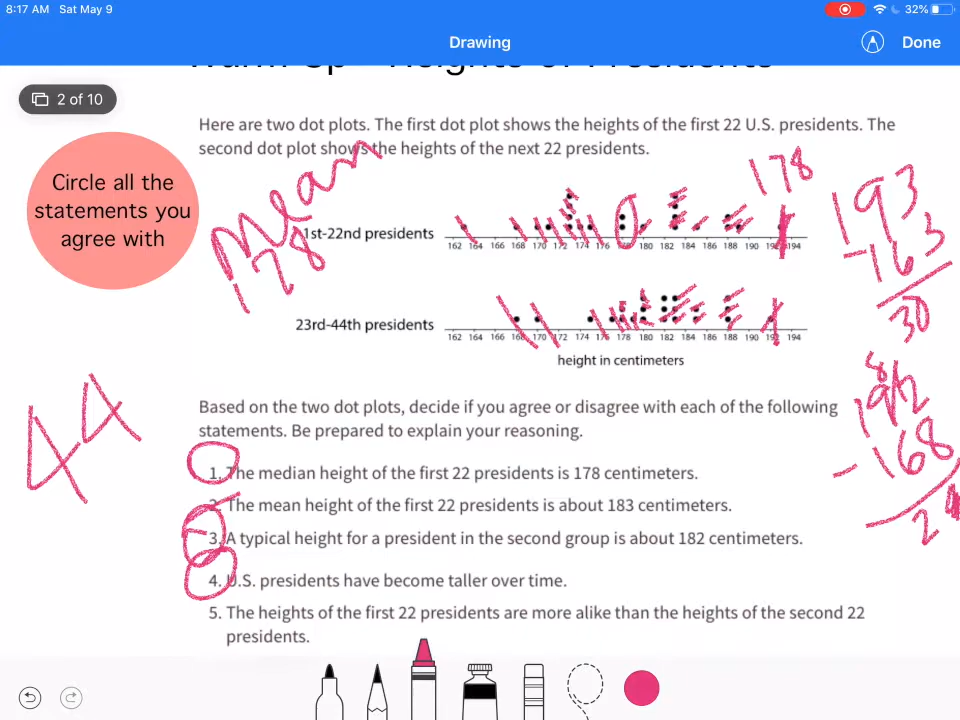 8:17 AM Sat May 9
32%
Drawing
Done
Warm Up - Heights of Presidents
2 of 10
Here are two dot plots. The first dot plot shows the heights of the first 22 U.S. presidents. The
second dot plot shows the heights of the next 22 presidents.
Circle all the
statements you
agree with
Mean
178
178
193
-163
30
1st-22nd presidents
162 164 166 168 170 172 174 176 178 180 182 184 186 188 190 192 194
23rd-44th presidents
162 164 166 168 170 172 174 176 178 180 182 184 186 188 190 192 194
height in centimeters
8
192
-168
24
44
Based on the two dot plots, decide if you agree or disagree with each of the following
statements. Be prepared to explain your reasoning.
1. The median height of the first 22 presidents is 178 centimeters.
2. The mean height of the first 22 presidents is about 183 centimeters.
3. A typical height for a president in the second group is about 182 centimeters.
4. U.S. presidents have become taller over time.
5. The heights of the first 22 presidents are more alike than the heights of the second 22
presidents.